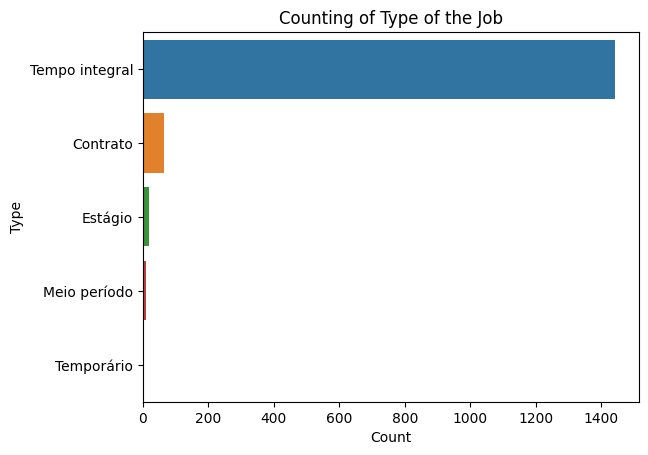 Counting of Type of the Job
Type
Tempo integral
Contrato
Estágio
Meio período
Temporário
0 200 400 600 800 1000 1200 1400
Count